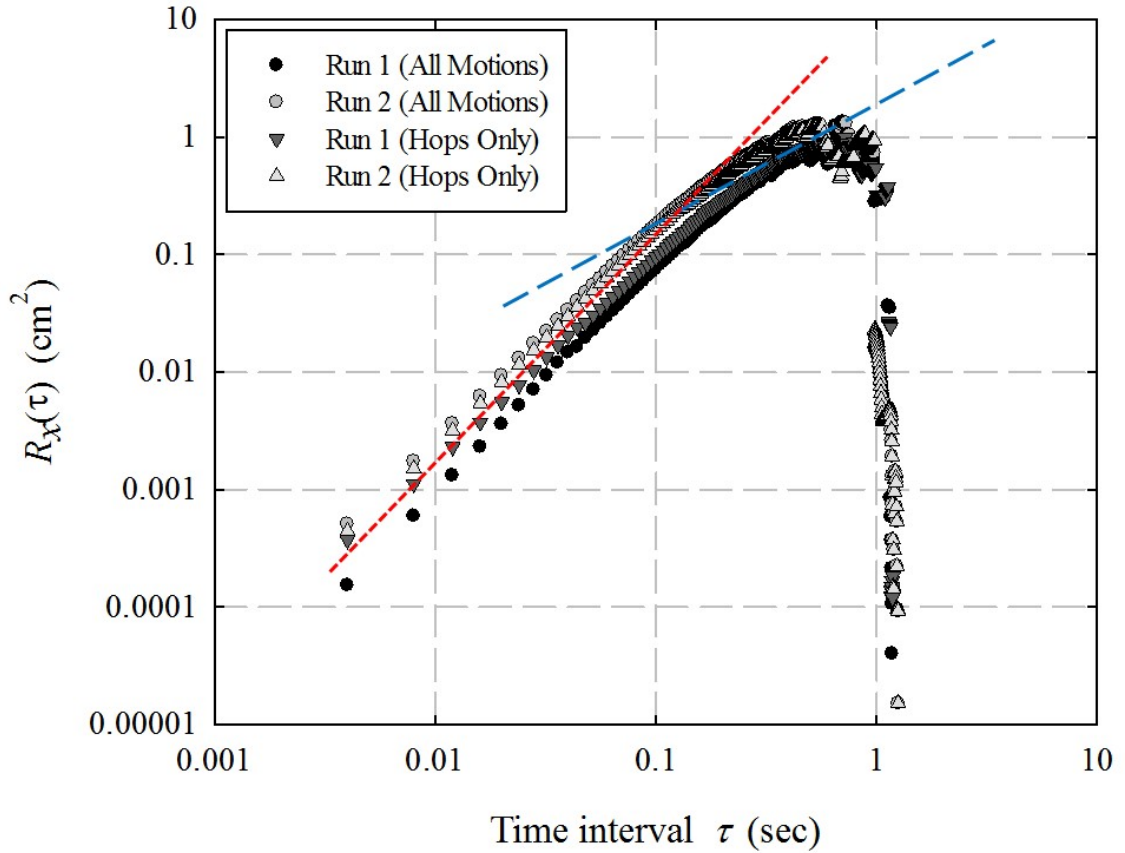 10
1
0.1
0.01
0.001
0.0001
0.00001
Run 1 (All Motions)
Run 2 (All Motions)
Run 1 (Hops Only)
Run 2 (Hops Only)
R_x(τ) (cm²)
0.001 0.01 0.1 1 10
Time interval τ (sec)